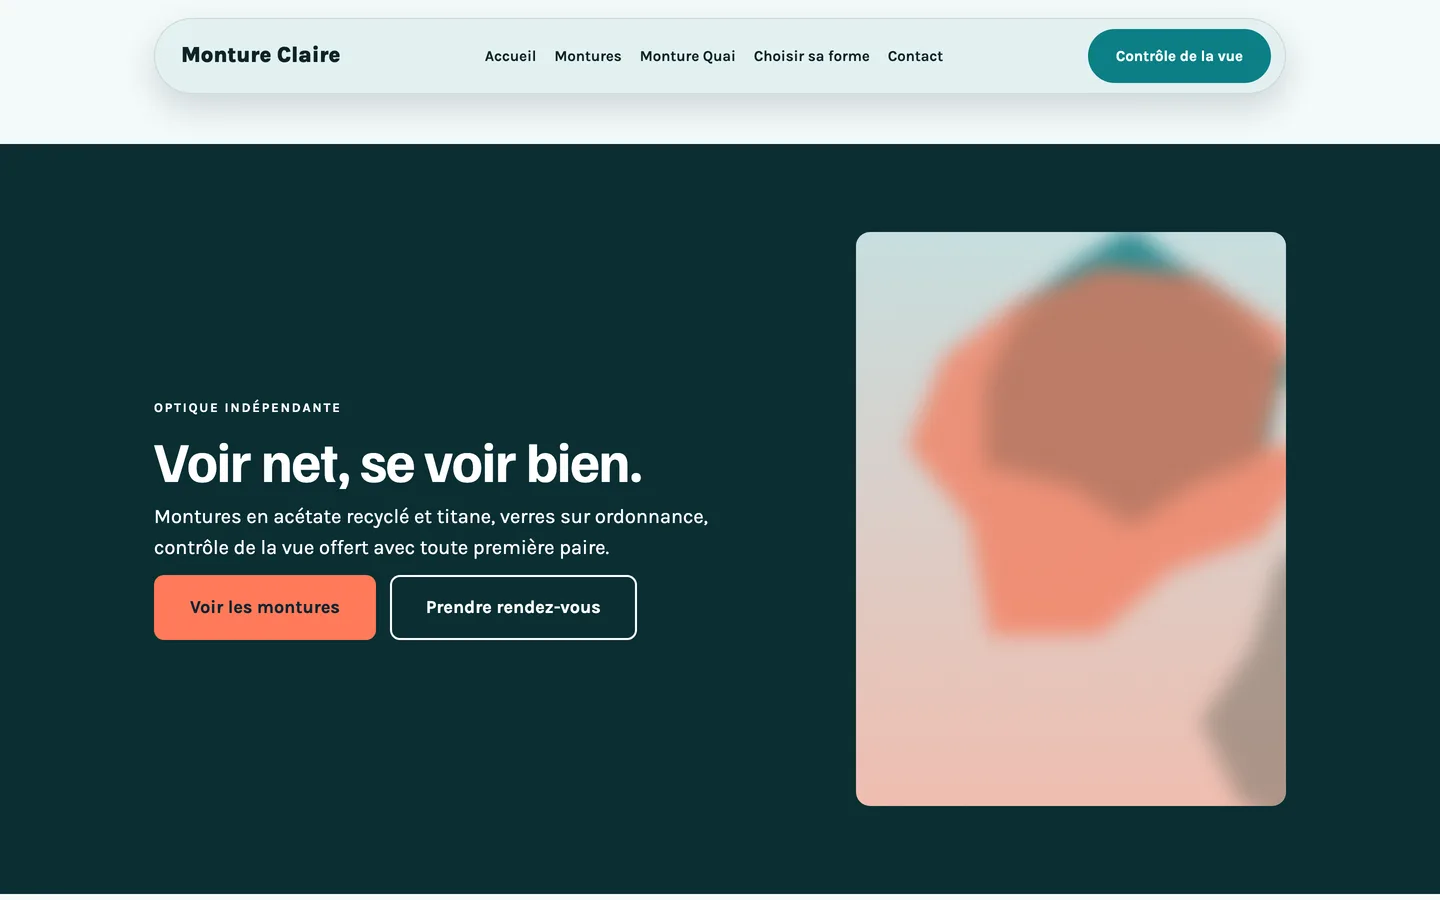 Monture Claire
Accueil
Montures
Monture Quai
Choisir sa forme
Contact
Contrôle de la vue
OPTIQUE INDÉPENDANTE
Voir net, se voir bien.
Montures en acétate recyclé et titane, verres sur ordonnance,
contrôle de la vue offert avec toute première paire.
Voir les montures
Prendre rendez-vous